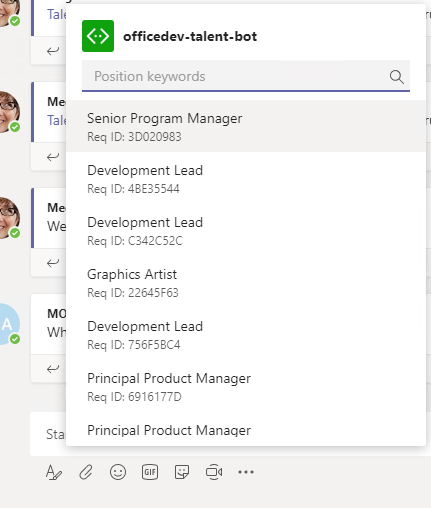 officedev-talent-bot
Position keywords
Senior Program Manager
Req ID: 3D020983
Development Lead
Req ID: 4BE35544
Development Lead
Req ID: C342C52C
Graphics Artist
Req ID: 22645F63
Development Lead
Req ID: 756F5BC4
Principal Product Manager
Req ID: 6916177D
Principal Product Manager
Tale
Me
Tale
Me
We
A
MO
Wh
Sta
GIF